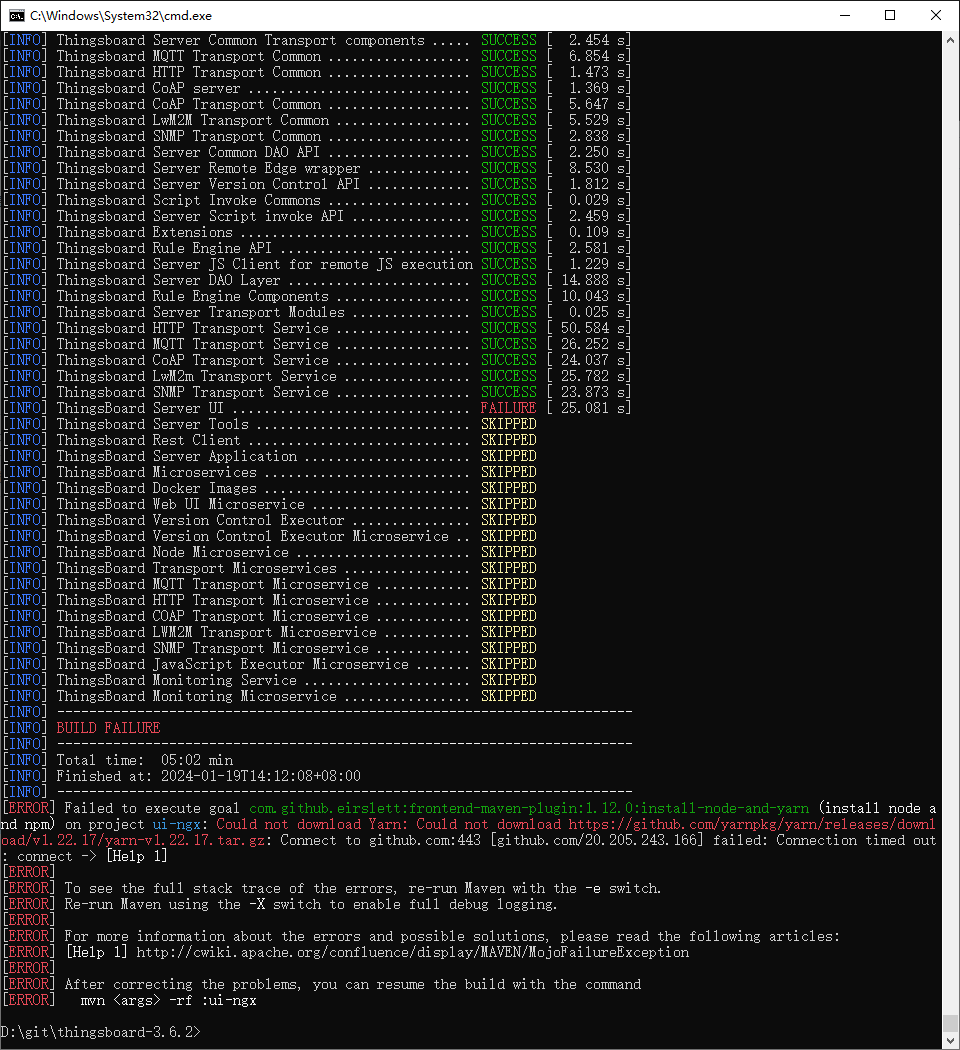 C:\Windows\System32\cmd.exe
[INFO] Thingsboard Server Common Transport components ..... SUCCESS [  2.454 s]
[INFO] Thingsboard MQTT Transport Common .................. SUCCESS [  6.854 s]
[INFO] Thingsboard HTTP Transport Common .................. SUCCESS [  1.473 s]
[INFO] Thingsboard CoAP server ............................ SUCCESS [  1.369 s]
[INFO] Thingsboard CoAP Transport Common .................. SUCCESS [  5.647 s]
[INFO] Thingsboard LwM2M Transport Common ................. SUCCESS [  5.529 s]
[INFO] Thingsboard SNMP Transport Common .................. SUCCESS [  2.838 s]
[INFO] Thingsboard Server Common DAO API .................. SUCCESS [  2.250 s]
[INFO] Thingsboard Server Remote Edge wrapper ............. SUCCESS [  8.530 s]
[INFO] Thingsboard Server Version Control API ............. SUCCESS [  1.812 s]
[INFO] Thingsboard Script Invoke Commons .................. SUCCESS [  0.029 s]
[INFO] Thingsboard Server Script invoke API ............... SUCCESS [  2.459 s]
[INFO] Thingsboard Extensions ............................. SUCCESS [  0.109 s]
[INFO] Thingsboard Rule Engine API ........................ SUCCESS [  2.581 s]
[INFO] Thingsboard Server JS Client for remote JS execution SUCCESS [  1.229 s]
[INFO] Thingsboard Server DAO Layer ....................... SUCCESS [ 14.888 s]
[INFO] Thingsboard Rule Engine Components ................. SUCCESS [ 10.043 s]
[INFO] Thingsboard Server Transport Modules ............... SUCCESS [  0.025 s]
[INFO] Thingsboard HTTP Transport Service ................. SUCCESS [ 50.584 s]
[INFO] Thingsboard MQTT Transport Service ................. SUCCESS [ 26.252 s]
[INFO] Thingsboard CoAP Transport Service ................. SUCCESS [ 24.037 s]
[INFO] Thingsboard LwM2m Transport Service ................ SUCCESS [ 25.782 s]
[INFO] Thingsboard SNMP Transport Service ................. SUCCESS [ 23.873 s]
[INFO] ThingsBoard Server UI .............................. FAILURE [ 25.081 s]
[INFO] ThingsBoard Server Tools ........................... SKIPPED
[INFO] ThingsBoard Rest Client ............................ SKIPPED
[INFO] ThingsBoard Server Application ..................... SKIPPED
[INFO] ThingsBoard Microservices .......................... SKIPPED
[INFO] ThingsBoard Docker Images .......................... SKIPPED
[INFO] ThingsBoard Web UI Microservice .................... SKIPPED
[INFO] ThingsBoard Version Control Executor ............... SKIPPED
[INFO] ThingsBoard Version Control Executor Microservice .. SKIPPED
[INFO] ThingsBoard Node Microservice ...................... SKIPPED
[INFO] ThingsBoard Transport Microservices ................ SKIPPED
[INFO] ThingsBoard MQTT Transport Microservice ............ SKIPPED
[INFO] ThingsBoard HTTP Transport Microservice ............ SKIPPED
[INFO] ThingsBoard COAP Transport Microservice ............ SKIPPED
[INFO] ThingsBoard LWM2M Transport Microservice ........... SKIPPED
[INFO] ThingsBoard SNMP Transport Microservice ............ SKIPPED
[INFO] ThingsBoard JavaScript Executor Microservice ....... SKIPPED
[INFO] ThingsBoard Monitoring Service ..................... SKIPPED
[INFO] ThingsBoard Monitoring Microservice ................ SKIPPED
[INFO] ------------------------------------------------------------------------
[INFO] BUILD FAILURE
[INFO] ------------------------------------------------------------------------
[INFO] Total time:  05:02 min
[INFO] Finished at: 2024-01-19T14:12:08+08:00
[INFO] ------------------------------------------------------------------------
[ERROR] Failed to execute goal com.github.eirslett:frontend-maven-plugin:1.12.0:install-node-and-yarn (install node a
nd npm) on project ui-ngx: Could not download Yarn: Could not download https://github.com/yarnpkg/yarn/releases/downl
oad/v1.22.17/yarn-v1.22.17.tar.gz: Connect to github.com:443 [github.com/20.205.243.166] failed: Connection timed out
: connect -> [Help 1]
[ERROR]
[ERROR] To see the full stack trace of the errors, re-run Maven with the -e switch.
[ERROR] Re-run Maven using the -X switch to enable full debug logging.
[ERROR]
[ERROR] For more information about the errors and possible solutions, please read the following articles:
[ERROR] [Help 1] http://cwiki.apache.org/confluence/display/MAVEN/MojoFailureException
[ERROR]
[ERROR] After correcting the problems, you can resume the build with the command
[ERROR]   mvn <args> -rf :ui-ngx
D:\git\thingsboard-3.6.2>